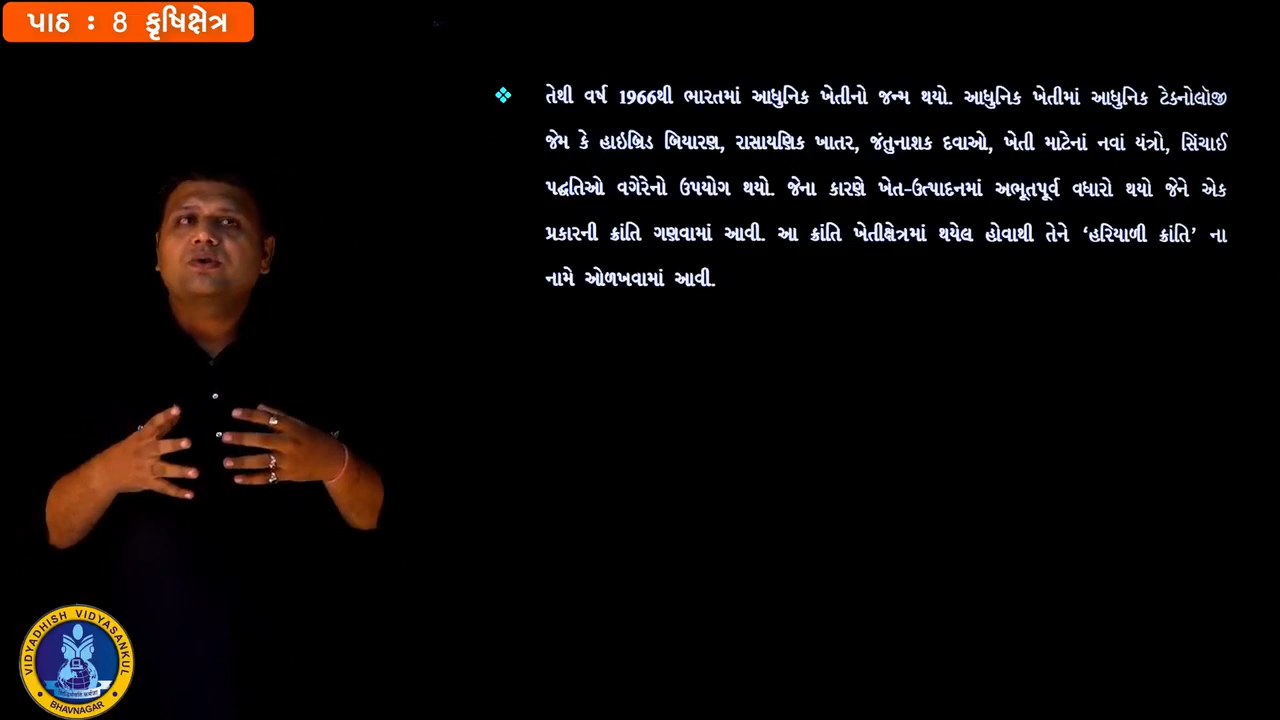 પાઠ : 8 કૃષિક્ષેત્ર
❖ તેથી વર્ષ 1966થી ભારતમાં આધુનિક ખેતીનો જન્મ થયો. આધુનિક ખેતીમાં આધુનિક ટેક્નોલૉજી
જેમ કે હાઇબ્રિડ બિયારણ, રાસાયણિક ખાતર, જંતુનાશક દવાઓ, ખેતી માટેનાં નવાં યંત્રો, સિંચાઈ
પદ્ધતિઓ વગેરેનો ઉપયોગ થયો. જેના કારણે ખેત-ઉત્પાદનમાં અભૂતપૂર્વ વધારો થયો જેને એક
પ્રકારની ક્રાંતિ ગણવામાં આવી. આ ક્રાંતિ ખેતીક્ષેત્રમાં થયેલ હોવાથી તેને ‘હરિયાળી ક્રાંતિ’ ના
નામે ઓળખવામાં આવી.
VIDYADHISH VIDYASANKUL
BHAVNAGAR